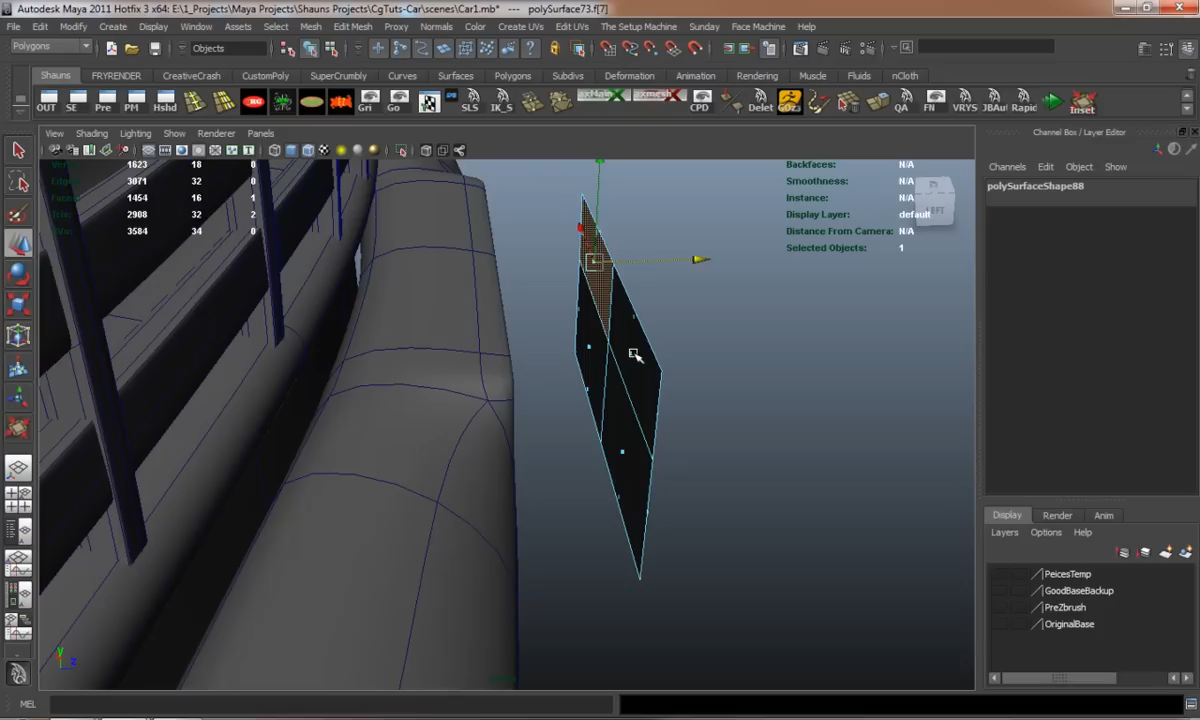 Autodesk Maya 2011 Hotfix 3 x64: E:\1_Projects\Maya Projects\Shauns Projects\CgTuts-Car\scenes\Car1.mb* --- polySurface73.f[7]
File Edit Modify Create Display Window Assets Select Mesh Edit Mesh Proxy Normals Color Create UVs Edit UVs The Setup Machine Sunday Face Machine Help
Polygons Objects
Shauns FRYRENDER CreativeCrash CustomPoly SuperCrumbly Curves Surfaces Polygons Subdivs Deformation Animation Rendering Muscle Fluids nCloth
OUT SE Pre PM Hshd Gri Go SLS IK_S CPD Delet GOz QA FN VRYS JBAu Rapic Inset
View Shading Lighting Show Renderer Panels
1623 18 0
3071 32 0
1454 16 1
2908 32 2
3584 34 0
Backfaces: N/A
Smoothness: N/A
Instance: N/A
Display Layer: default
Distance From Camera: N/A
Selected Objects: 1
LEFT
y
z
Channel Box / Layer Editor
Channels Edit Object Show
polySurfaceShape88
Display Render Anim
Layers Options Help
PeicesTemp
GoodBaseBackup
PreZbrush
OriginalBase
MEL